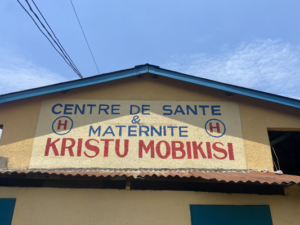 CENTRE DE SANTE
&
H MATERNITE H
KRISTU MOBIKISI